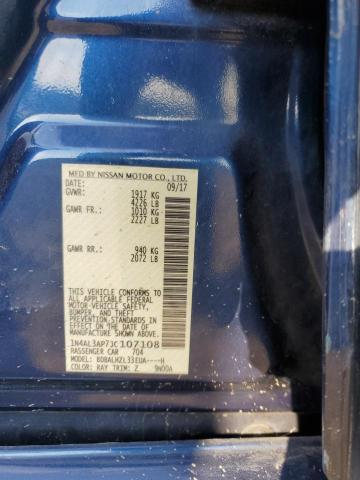 MFD BY NISSAN MOTOR CO., LTD.
DATE: 09/17
GVWR: 1917 KG
4226 LB
GAWR FR.: 1010 KG
2227 LB
GAWR RR.: 940 KG
2072 LB
THIS VEHICLE CONFORMS TO ALL
APPLICABLE FEDERAL
MOTOR VEHICLE SAFETY,
BUMPER, AND THEFT
PREVENTION STANDARDS IN
EFFECT ON THE DATE OF
MANUFACTURE SHOWN ABOVE.
1N4AL3AP7JC107108
PASSENGER CAR 704
MODEL: BDBALHZL33EUA----H
COLOR: RAY TRIM: Z